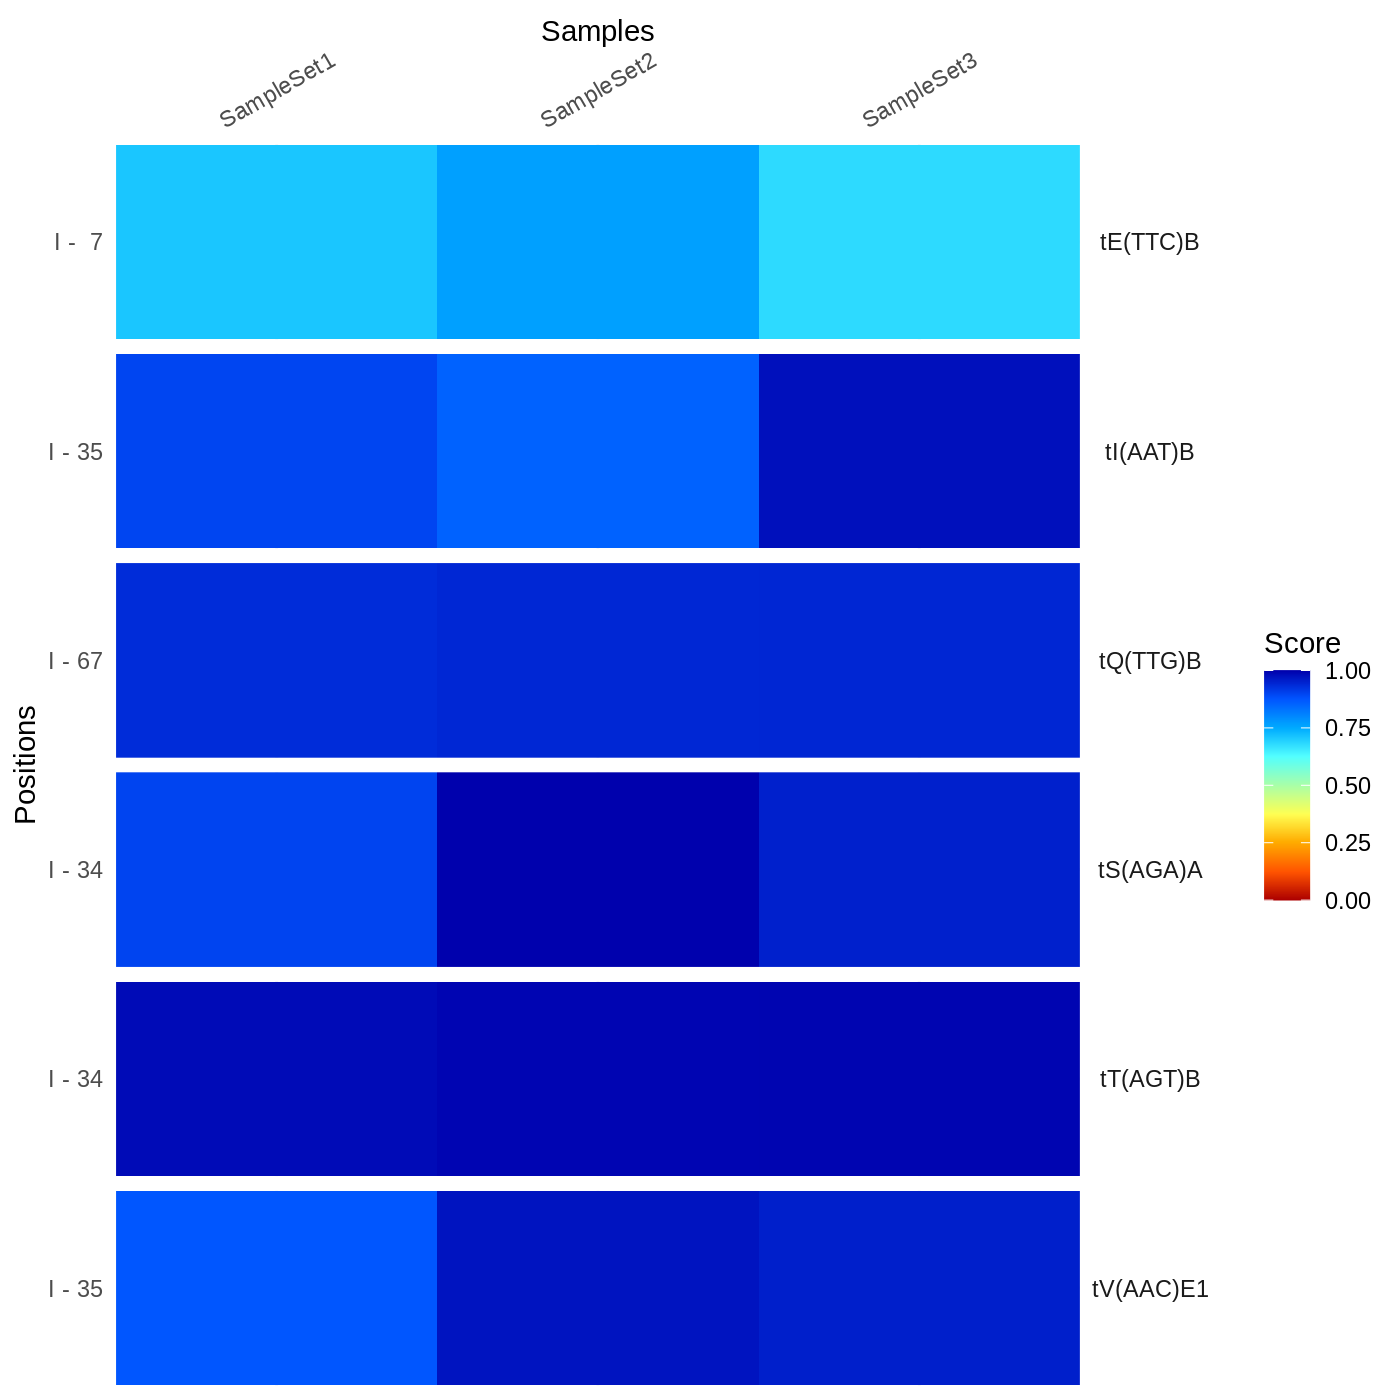 Samples
SampleSet1 SampleSet2 SampleSet3
I -  7 tE(TTC)B
I - 35 tI(AAT)B
I - 67 tQ(TTG)B
I - 34 tS(AGA)A
I - 34 tT(AGT)B
I - 35 tV(AAC)E1
Positions
Score
1.00
0.75
0.50
0.25
0.00